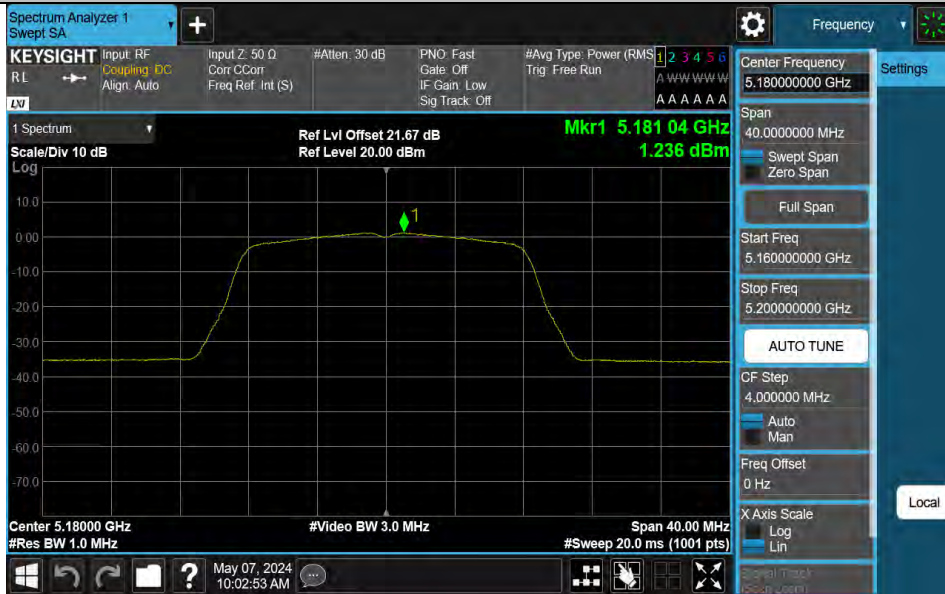 Spectrum Analyzer 1
Swept SA
+
Frequency
KEYSIGHT
RL
LXI
Input: RF
Coupling: DC
Align: Auto
Input Z: 50 Ω
Corr CCorr
Freq Ref: Int (S)
#Atten: 30 dB
PNO: Fast
Gate: Off
IF Gain: Low
Sig Track: Off
#Avg Type: Power (RMS
Trig: Free Run
1 2 3 4 5 6
A W W W W W
A A A A A A
1 Spectrum
Scale/Div 10 dB
Ref Lvl Offset 21.67 dB
Ref Level 20.00 dBm
Mkr1 5.181 04 GHz
1.236 dBm
Log
10.0
0.00
-10.0
-20.0
-30.0
-40.0
-50.0
-60.0
-70.0
1
Center 5.18000 GHz
#Res BW 1.0 MHz
#Video BW 3.0 MHz
Span 40.00 MHz
#Sweep 20.0 ms (1001 pts)
Center Frequency
5.180000000 GHz
Span
40.0000000 MHz
Swept Span
Zero Span
Full Span
Start Freq
5.160000000 GHz
Stop Freq
5.200000000 GHz
AUTO TUNE
CF Step
4.000000 MHz
Auto
Man
Freq Offset
0 Hz
X Axis Scale
Log
Lin
Signal Track
(Span Zoom)
Settings
Local
?
May 07, 2024
10:02:53 AM